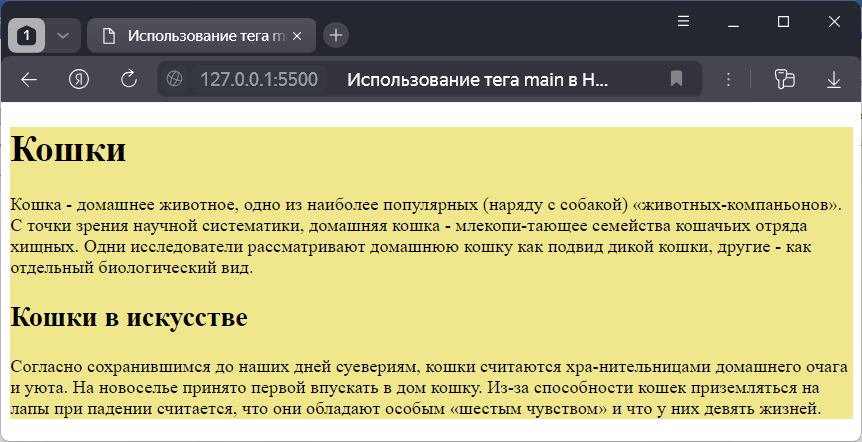 1
Использование тега m
127.0.0.1:5500 Использование тега main в H...
Кошки
Кошка - домашнее животное, одно из наиболее популярных (наряду с собакой) «животных-компаньонов».
С точки зрения научной систематики, домашняя кошка - млекопи-тающее семейства кошачьих отряда
хищных. Одни исследователи рассматривают домашнюю кошку как подвид дикой кошки, другие - как
отдельный биологический вид.
Кошки в искусстве
Согласно сохранившимся до наших дней суевериям, кошки считаются хра-нительницами домашнего очага
и уюта. На новоселье принято первой впускать в дом кошку. Из-за способности кошек приземляться на
лапы при падении считается, что они обладают особым «шестым чувством» и что у них девять жизней.